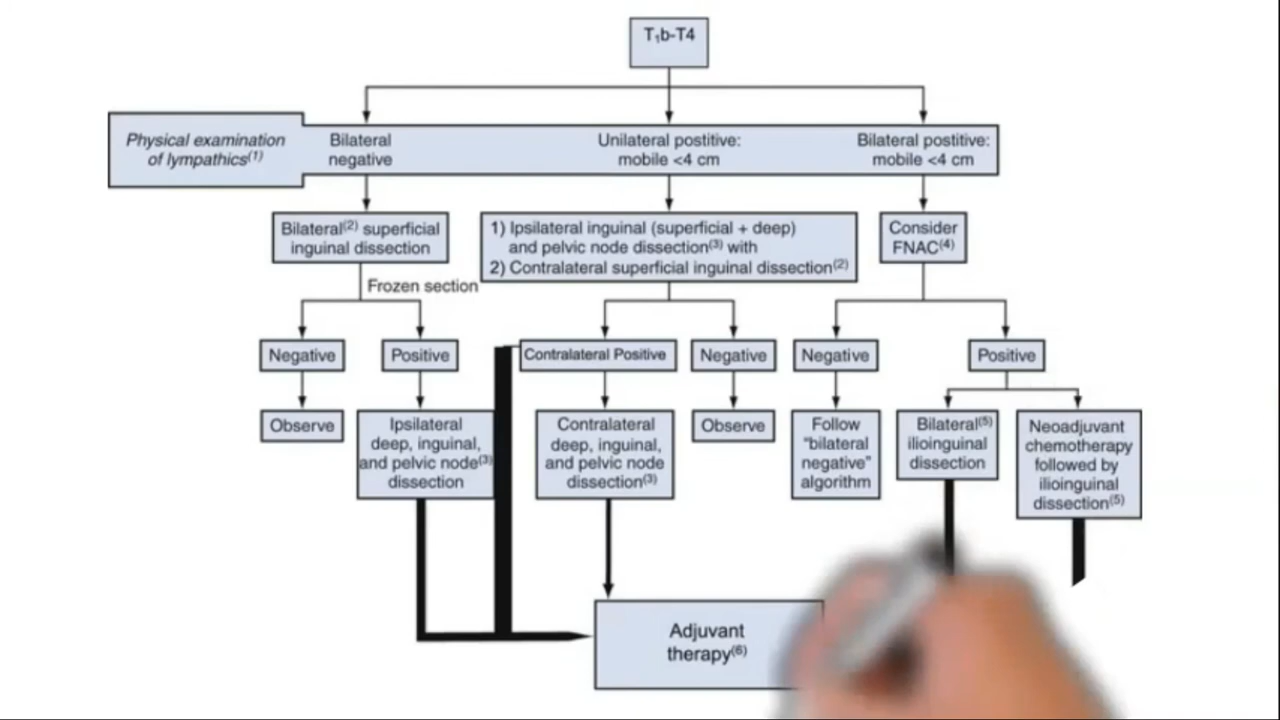 T₁b-T4
Physical examination
of lympathics(1)
Bilateral
negative
Unilateral postitive:
mobile <4 cm
Bilateral postitive:
mobile <4 cm
Bilateral(2) superficial
inguinal dissection
1) Ipsilateral inguinal (superficial + deep)
and pelvic node dissection(3) with
2) Contralateral superficial inguinal dissection(2)
Consider
FNAC(4)
Frozen section
Negative
Positive
Contralateral Positive
Negative
Negative
Positive
Observe
Ipsilateral
deep, inguinal,
and pelvic node(3)
dissection
Contralateral
deep, inguinal,
and pelvic node
dissection(3)
Observe
Follow
"bilateral
negative"
algorithm
Bilateral(5)
ilioinguinal
dissection
Neoadjuvant
chemotherapy
followed by
ilioinguinal
dissection(5)
Adjuvant
therapy(6)